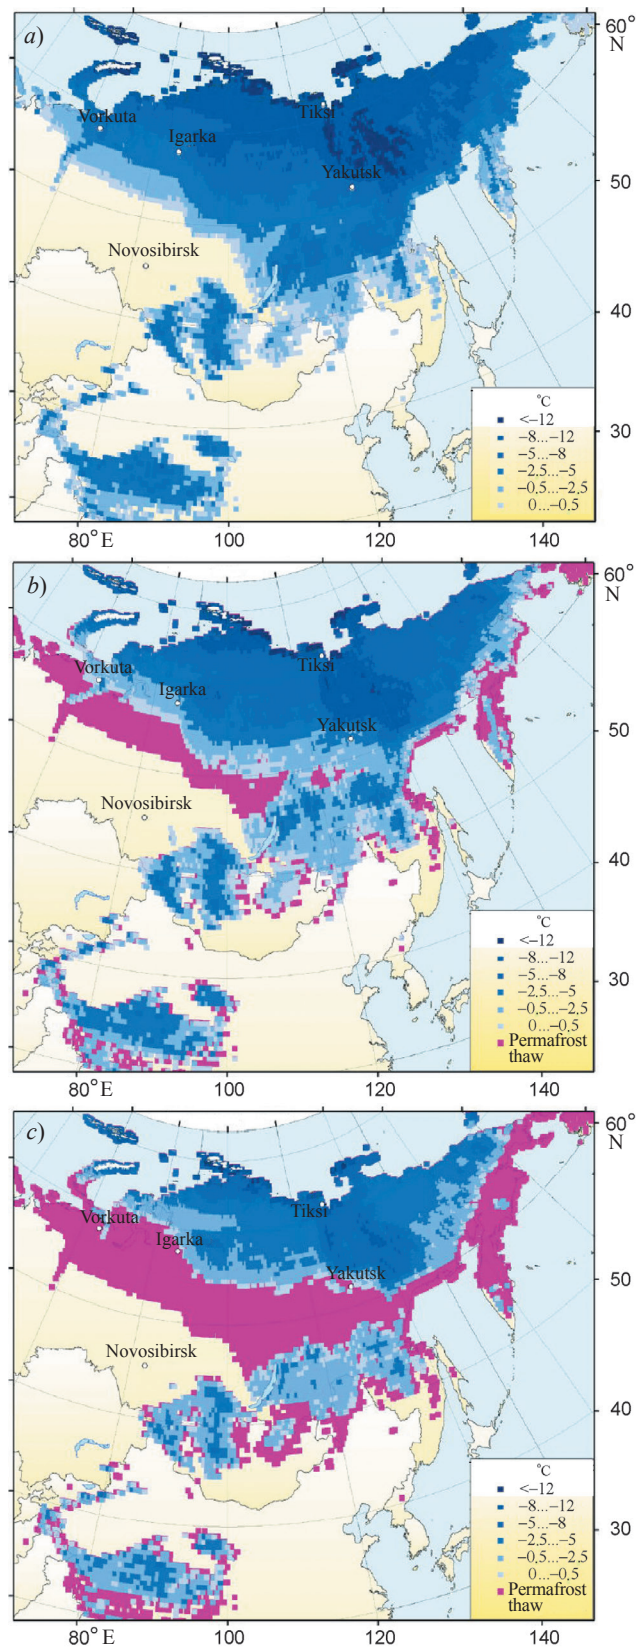 a)
60°
N
Vorkuta
Igarka
Tiksi
Yakutsk
Novosibirsk
50
40
30
°C
<–12
–8...–12
–5...–8
–2.5...–5
–0.5...–2,5
0...–0.5
80° E
100
120
140
b)
60°
N
Vorkuta
Igarka
Tiksi
Yakutsk
Novosibirsk
50
40
30
°C
<–12
–8...–12
–5...–8
–2.5...–5
–0.5...–2.5
0...–0.5
Permafrost
thaw
80° E
100
120
140
c)
60°
N
Vorkuta
Igarka
Tiksi
Yakutsk
Novosibirsk
50
40
30
°C
<–12
–8...–12
–5...–8
–2.5...–5
–0.5...–2.5
0...–0.5
Permafrost
thaw
80° E
100
120
140